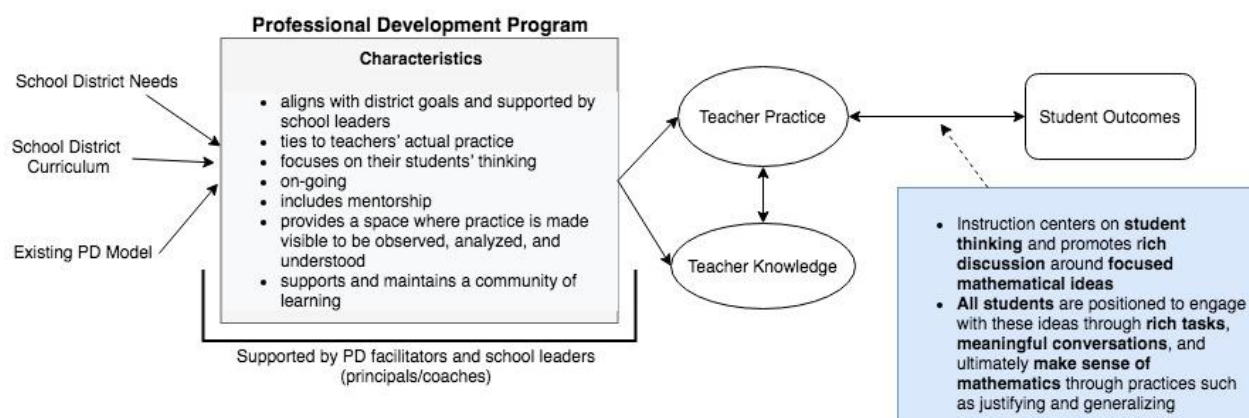 Professional Development Program
Characteristics
• aligns with district goals and supported by
school leaders
• ties to teachers' actual practice
• focuses on their students' thinking
• on-going
• includes mentorship
• provides a space where practice is made
visible to be observed, analyzed, and
understood
• supports and maintains a community of
learning
School District Needs
School District
Curriculum
Existing PD Model
Supported by PD facilitators and school leaders
(principals/coaches)
Teacher Practice
Teacher Knowledge
Student Outcomes
• Instruction centers on student
thinking and promotes rich
discussion around focused
mathematical ideas
• All students are positioned to engage
with these ideas through rich tasks,
meaningful conversations, and
ultimately make sense of
mathematics through practices such
as justifying and generalizing